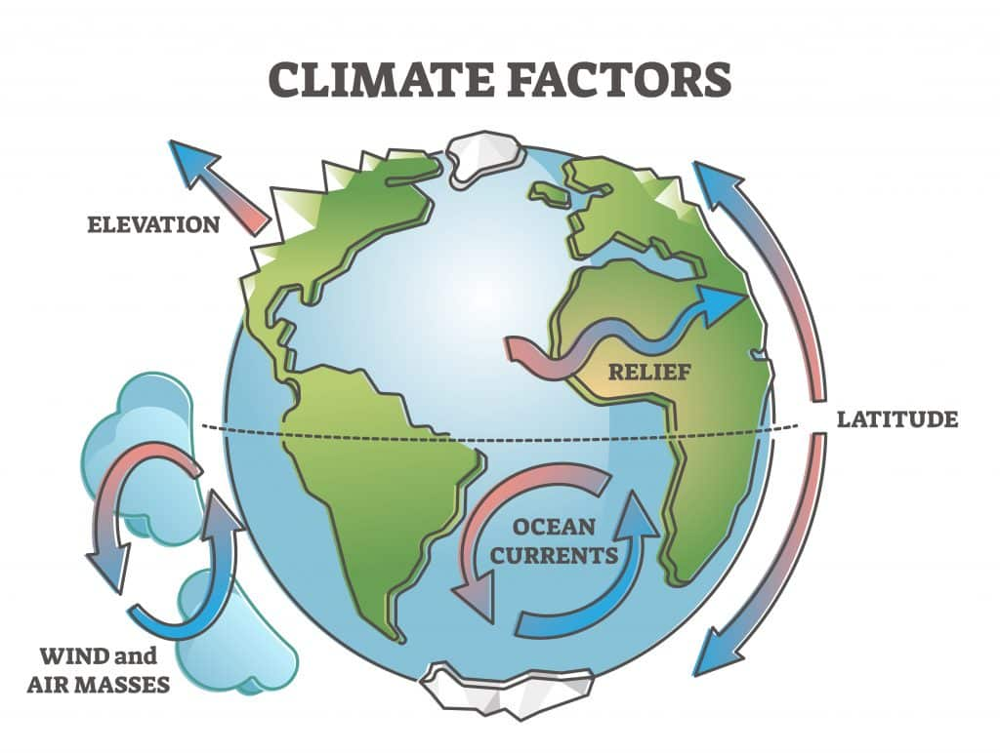 CLIMATE FACTORS
ELEVATION
RELIEF
LATITUDE
OCEAN
CURRENTS
WIND and
AIR MASSES